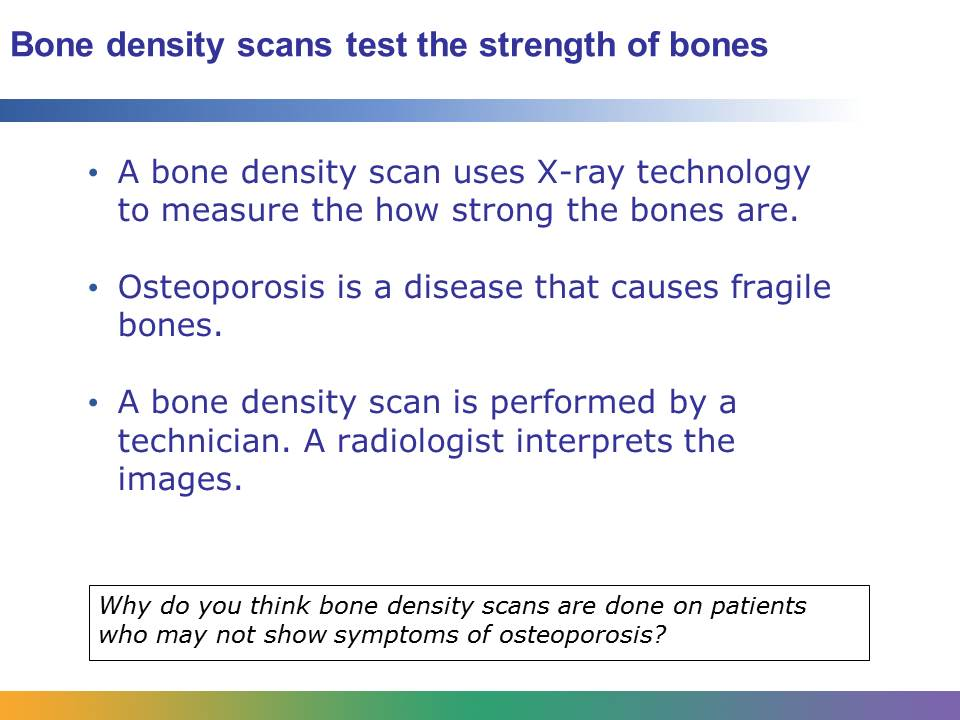 Bone density scans test the strength of bones
• A bone density scan uses X-ray technology
to measure the how strong the bones are.
• Osteoporosis is a disease that causes fragile
bones.
• A bone density scan is performed by a
technician. A radiologist interprets the
images.
Why do you think bone density scans are done on patients
who may not show symptoms of osteoporosis?